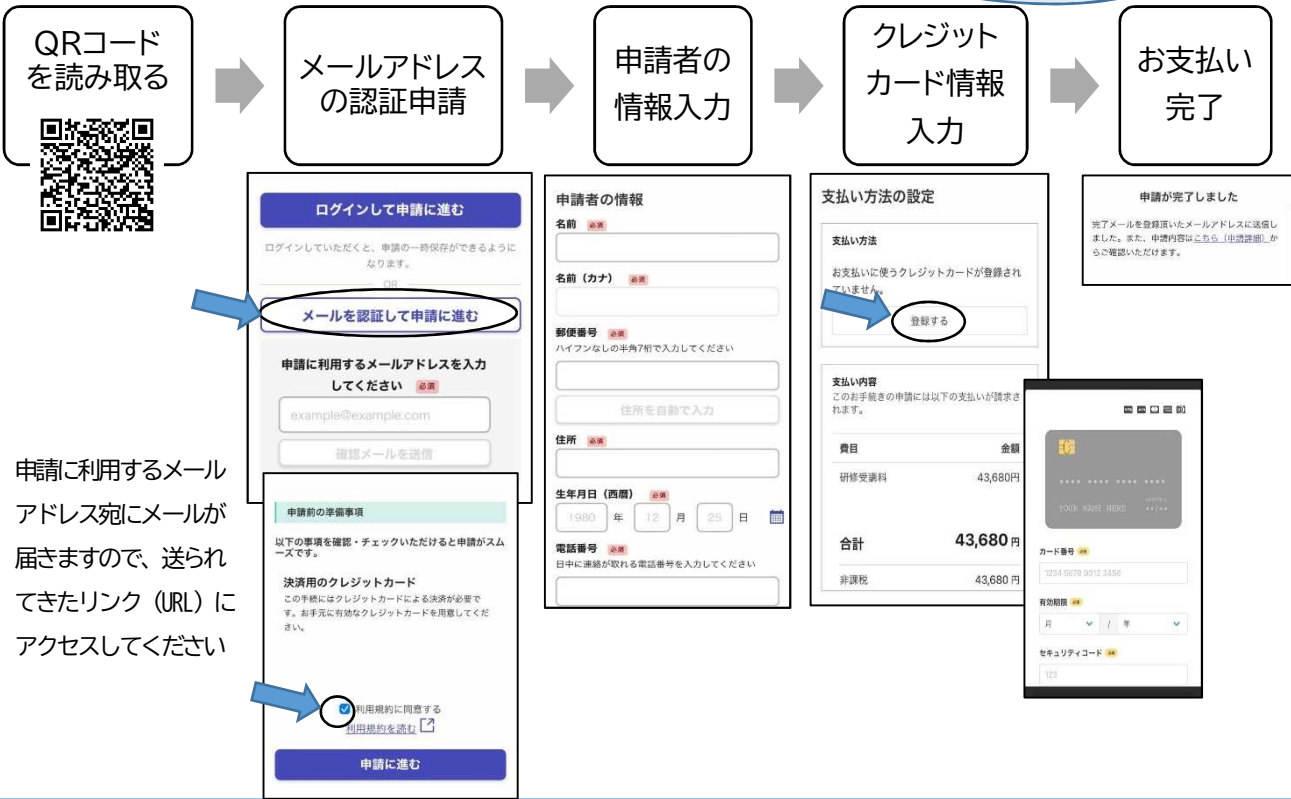 QRコード
を読み取る
メールアドレス
の認証申請
申請者の
情報入力
クレジット
カード情報
入力
お支払い
完了
ログインして申請に進む
ログインしていただくと、申請の一時保存ができるように
なります。
OR
メールを認証して申請に進む
申請に利用するメールアドレスを入力
してください 必須
example@example.com
確認メールを送信
申請に利用するメール
アドレス宛にメールが
届きますので、送られ
てきたリンク（URL）に
アクセスしてください
申請前の準備事項
以下の事項を確認・チェックいただけると申請がスム
ーズです。
決済用のクレジットカード
この手続にはクレジットカードによる決済が必要で
す。お手元に有効なクレジットカードを用意してくだ
さい。
利用規約に同意する
利用規約を読む
申請に進む
申請者の情報
名前 必須
名前（カナ） 必須
郵便番号 必須
ハイフンなしの半角7桁で入力してください
住所を自動で入力
住所 必須
生年月日（西暦） 必須
1980 年 12 月 25 日
電話番号 必須
日中に連絡が取れる電話番号を入力してください
支払い方法の設定
支払い方法
お支払いに使うクレジットカードが登録され
ていません。
登録する
支払い内容
このお手続きの申請には以下の支払いが請求さ
れます。
費目 金額
研修受講料 43,680円
合計 43,680 円
非課税 43,680 円
YOUR NAME HERE **/**
カード番号 必須
1234 5678 9012 3456
有効期限 必須
月 / 年
セキュリティコード 必須
123
申請が完了しました
完了メールを登録頂いたメールアドレスに送信し
ました。また、申請内容はこちら（申請詳細）か
らご確認いただけます。